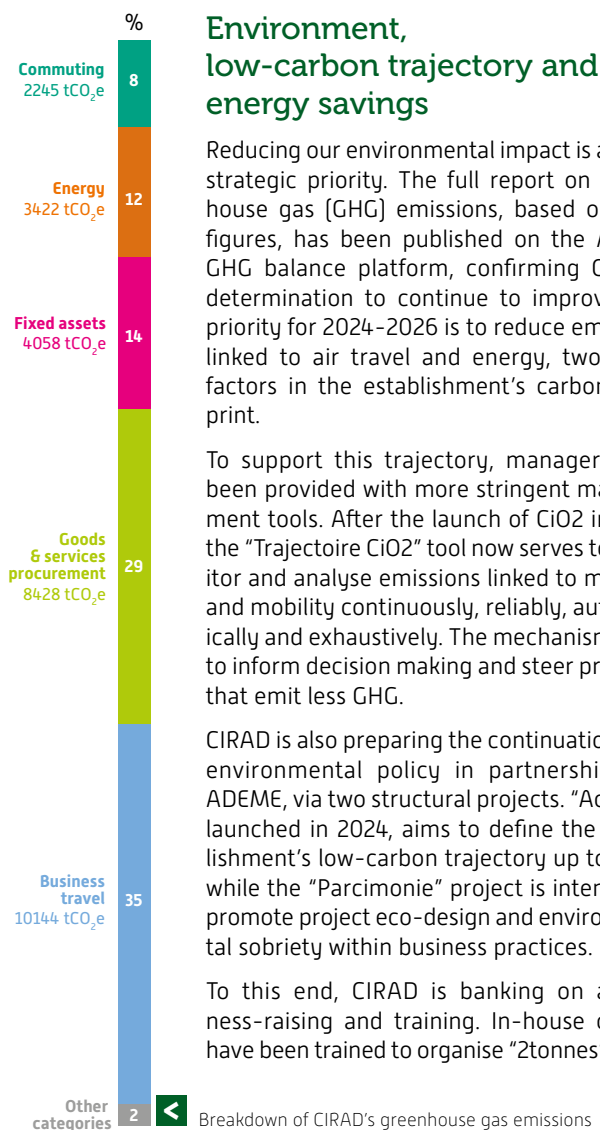 %
Commuting
2245 tCO2e
8
Energy
3422 tCO2e
12
Fixed assets
4058 tCO2e
14
Goods
& services
procurement
8428 tCO2e
29
Business
travel
10144 tCO2e
35
Other
categories
2
<
Breakdown of CIRAD's greenhouse gas emissions
Environment,
low-carbon trajectory and
energy savings
Reducing our environmental impact is a
strategic priority. The full report on
house gas (GHG) emissions, based o
figures, has been published on the A
GHG balance platform, confirming C
determination to continue to improv
priority for 2024-2026 is to reduce em
linked to air travel and energy, two
factors in the establishment's carbon
print.
To support this trajectory, manager
been provided with more stringent ma
ment tools. After the launch of CiO2 in
the "Trajectoire CiO2" tool now serves to
itor and analyse emissions linked to m
and mobility continuously, reliably, aut
ically and exhaustively. The mechanism
to inform decision making and steer pr
that emit less GHG.
CIRAD is also preparing the continuatio
environmental policy in partnershi
ADEME, via two structural projects. "Ac
launched in 2024, aims to define the
lishment's low-carbon trajectory up to
while the "Parcimonie" project is inter
promote project eco-design and enviro
tal sobriety within business practices.
To this end, CIRAD is banking on a
ness-raising and training. In-house
have been trained to organise "2tonnes"